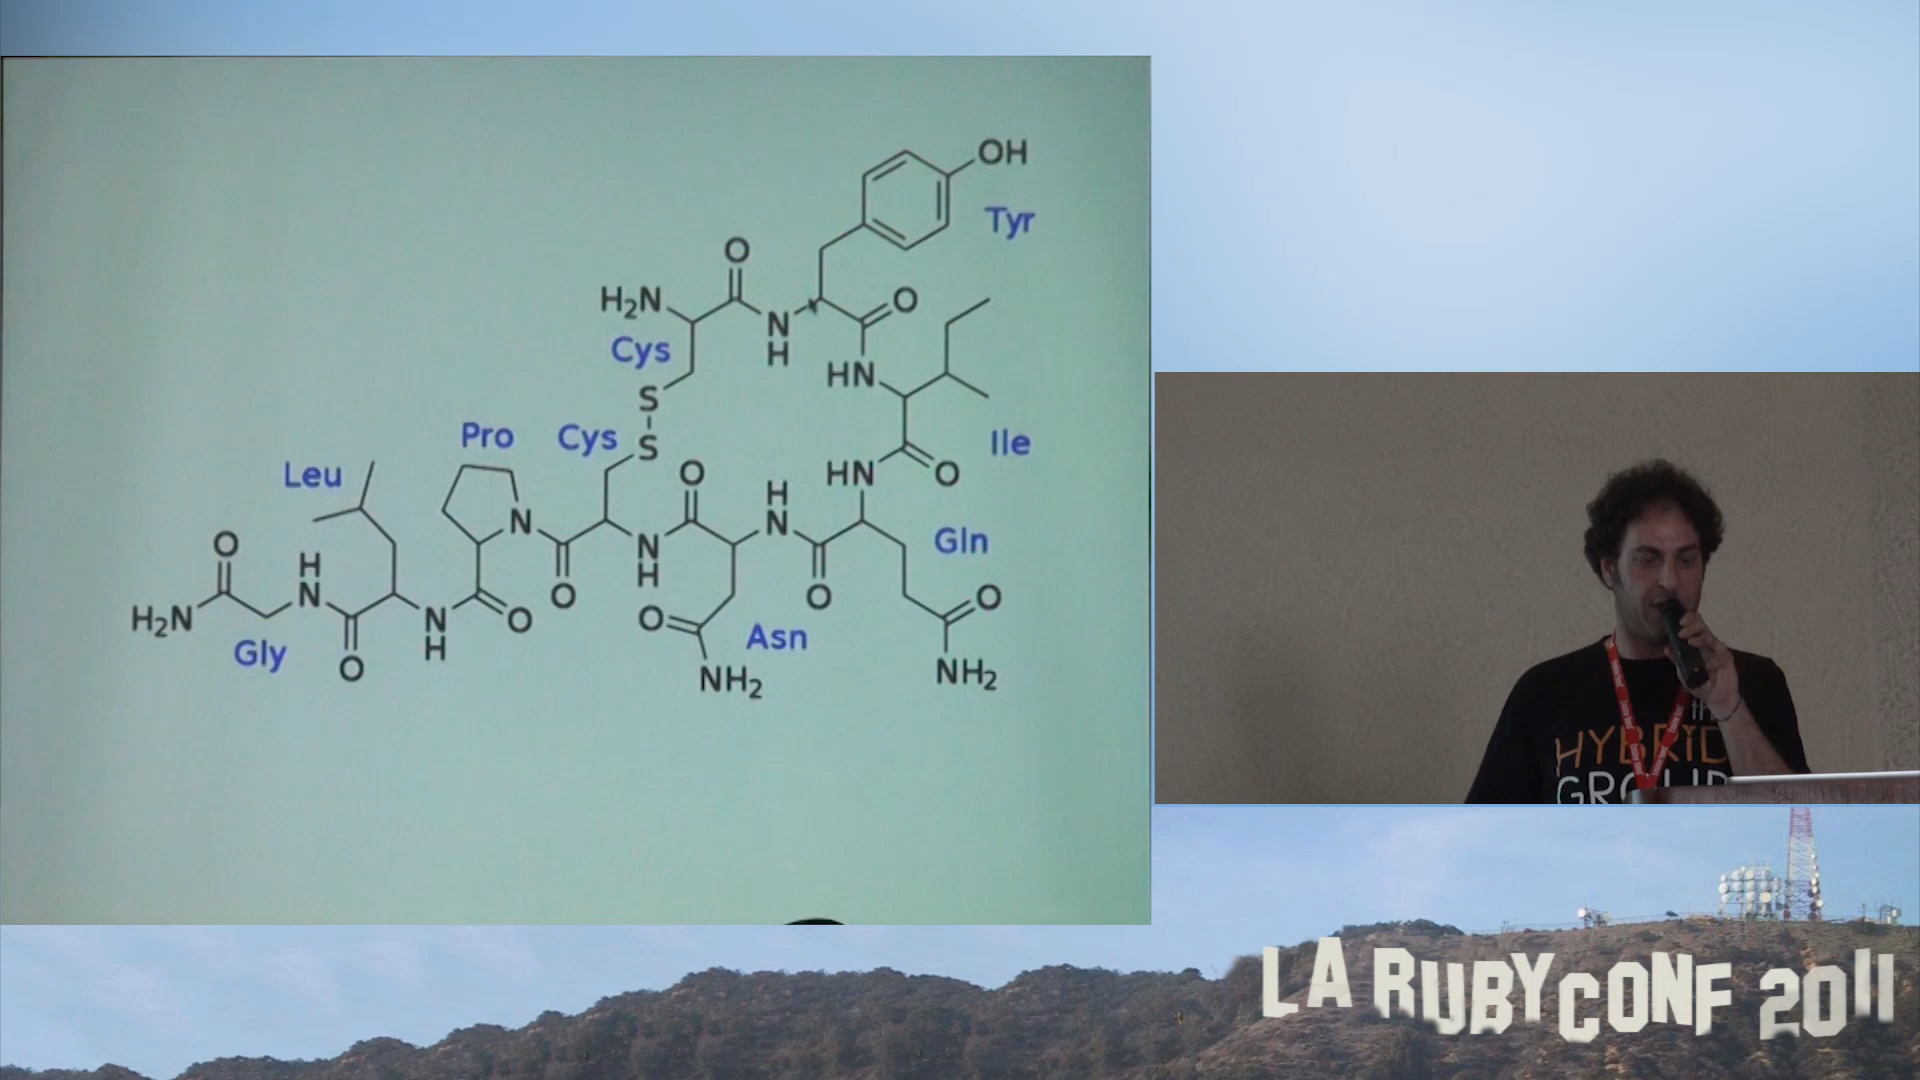 OH
Tyr
O
H₂N
N
H
O
Cys
HN
S
S
Cys
Pro
Leu
Ile
HN
O
O
H
N
Gln
N
O
H
N
O
N
H
O
O
O
H₂N
Gly
O
N
H
O
O
Asn
NH₂
NH₂
HYBRID
LA RUBYCONF 2011